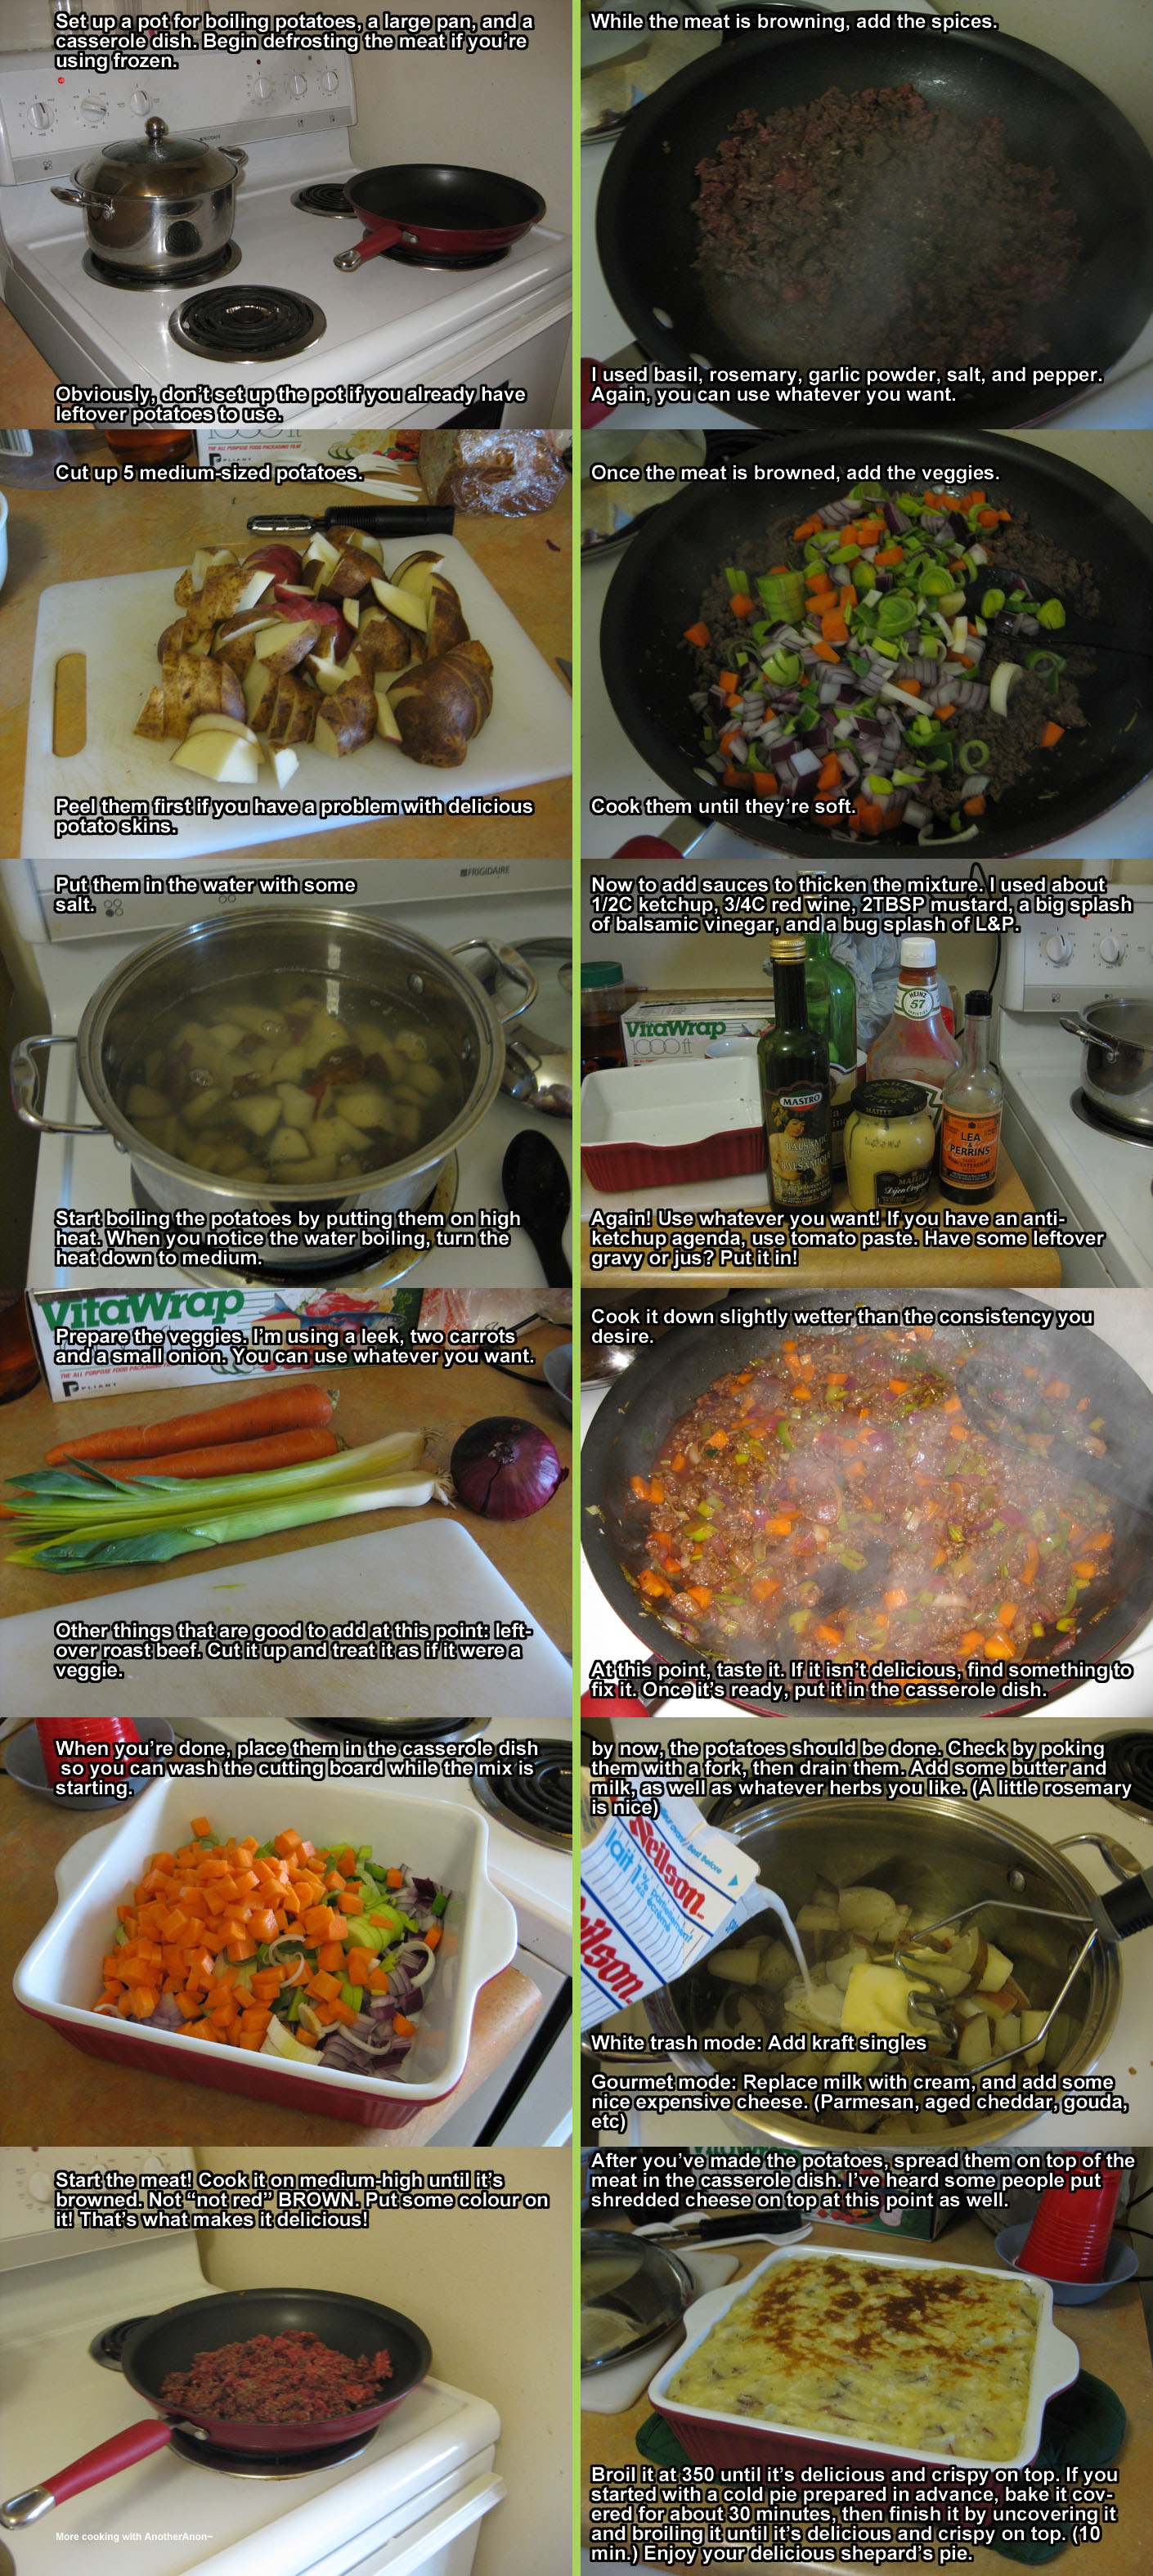 Set up a pot for boiling potatoes, a large pan, and a
casserole dish. Begin defrosting the meat if you're
using frozen.
Obviously, don't set up the pot if you already have
leftover potatoes to use.
Cut up 5 medium-sized potatoes.
Peel them first if you have a problem with delicious
potato skins.
Put them in the water with some
salt.
FRIGIDAIRE
Start boiling the potatoes by putting them on high
heat. When you notice the water boiling, turn the
heat down to medium.
VitaWrap
Prepare the veggies. I'm using a leek, two carrots
and a small onion. You can use whatever you want.
PLIANT
Other things that are good to add at this point: left-
over roast beef. Cut it up and treat it as if it were a
veggie.
When you're done, place them in the casserole dish
so you can wash the cutting board while the mix is
starting.
Start the meat! Cook it on medium-high until it's
browned. Not “not red” BROWN. Put some colour on
it! That's what makes it delicious!
More cooking with AnotherAnon~
While the meat is browning, add the spices.
I used basil, rosemary, garlic powder, salt, and pepper.
Again, you can use whatever you want.
Once the meat is browned, add the veggies.
Cook them until they're soft.
Now to add sauces to thicken the mixture. I used about
1/2C ketchup, 3/4C red wine, 2TBSP mustard, a big splash
of balsamic vinegar, and a bug splash of L&P.
HEINZ
57
VitaWrap
1000ft
MASTRO
BALSAMIC
MAILLE
Dijon Originale
LEA
&
PERRINS
Again! Use whatever you want! If you have an anti-
ketchup agenda, use tomato paste. Have some leftover
gravy or jus? Put it in!
Cook it down slightly wetter than the consistency you
desire.
At this point, taste it. If it isn't delicious, find something to
fix it. Once it's ready, put it in the casserole dish.
by now, the potatoes should be done. Check by poking
them with a fork, then drain them. Add some butter and
milk, as well as whatever herbs you like. (A little rosemary
is nice)
Neilson
lait 1%
partiellement
écrémé
White trash mode: Add kraft singles
Gourmet mode: Replace milk with cream, and add some
nice expensive cheese. (Parmesan, aged cheddar, gouda,
etc)
After you've made the potatoes, spread them on top of the
meat in the casserole dish. I've heard some people put
shredded cheese on top at this point as well.
Broil it at 350 until it's delicious and crispy on top. If you
started with a cold pie prepared in advance, bake it cov-
ered for about 30 minutes, then finish it by uncovering it
and broiling it until it's delicious and crispy on top. (10
min.) Enjoy your delicious shepard's pie.